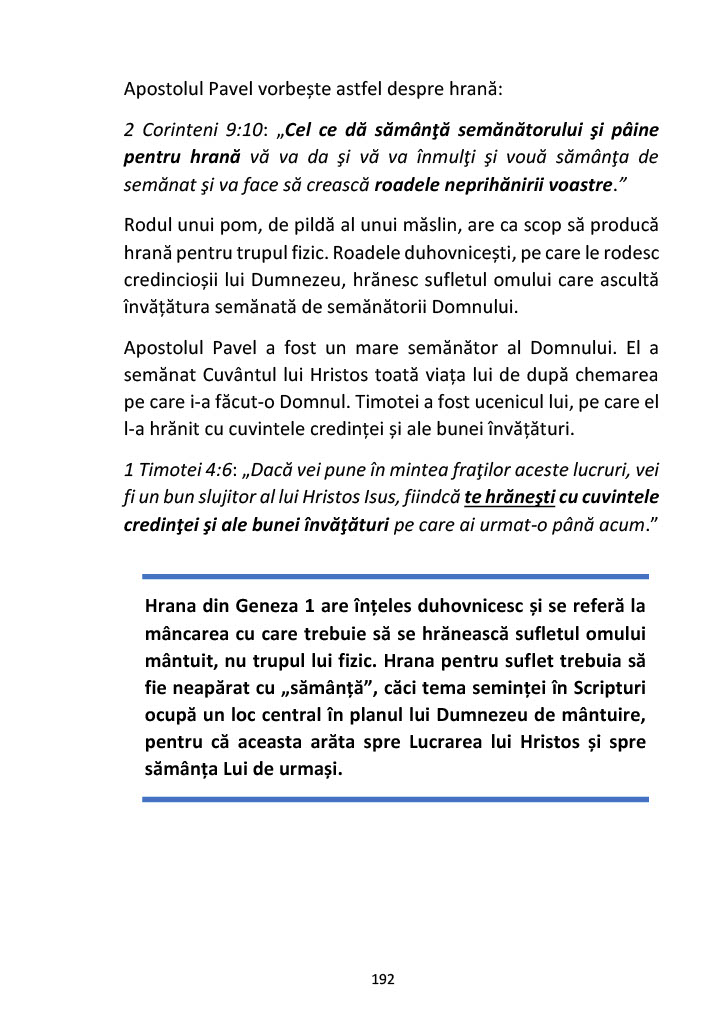 Apostolul Pavel vorbește astfel despre hrană:
2 Corinteni 9:10: „Cel ce dă sămânţă semănătorului şi pâine
pentru hrană vă va da şi vă va înmulţi şi vouă sămânţa de
semănat şi va face să crească roadele neprihănirii voastre.”
Rodul unui pom, de pildă al unui măslin, are ca scop să producă
hrană pentru trupul fizic. Roadele duhovnicești, pe care le rodesc
credincioșii lui Dumnezeu, hrănesc sufletul omului care ascultă
învățătura semănată de semănătorii Domnului.
Apostolul Pavel a fost un mare semănător al Domnului. El a
semănat Cuvântul lui Hristos toată viața lui de după chemarea
pe care i-a făcut-o Domnul. Timotei a fost ucenicul lui, pe care el
l-a hrănit cu cuvintele credinței și ale bunei învățături.
1 Timotei 4:6: „Dacă vei pune în mintea fraţilor aceste lucruri, vei
fi un bun slujitor al lui Hristos Isus, fiindcă te hrăneşti cu cuvintele
credinţei şi ale bunei învăţături pe care ai urmat-o până acum.”
Hrana din Geneza 1 are înțeles duhovnicesc și se referă la
mâncarea cu care trebuie să se hrănească sufletul omului
mântuit, nu trupul lui fizic. Hrana pentru suflet trebuia să
fie neapărat cu „sămânță”, căci tema seminței în Scripturi
ocupă un loc central în planul lui Dumnezeu de mântuire,
pentru că aceasta arăta spre Lucrarea lui Hristos și spre
sămânța Lui de urmași.
192